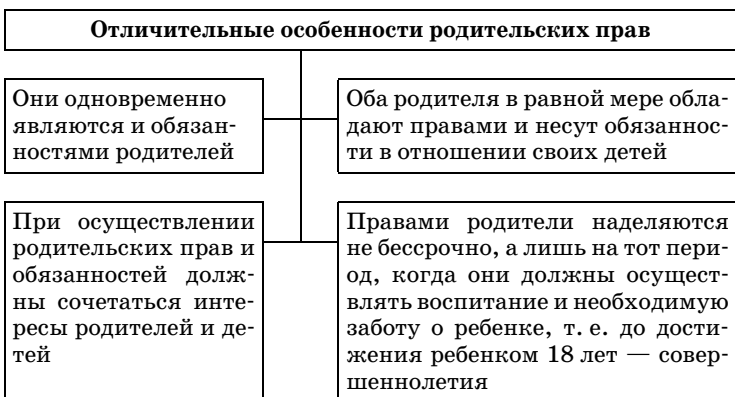 Отличительные особенности родительских прав
Они одновременно
являются и обязан-
ностями родителей
Оба родителя в равной мере обла-
дают правами и несут обязаннос-
ти в отношении своих детей
При осуществлении
родительских прав и
обязанностей долж-
ны сочетаться инте-
ресы родителей и де-
тей
Правами родители наделяются
не бессрочно, а лишь на тот пери-
од, когда они должны осущест-
влять воспитание и необходимую
заботу о ребенке, т. е. до дости-
жения ребенком 18 лет — совер-
шеннолетия